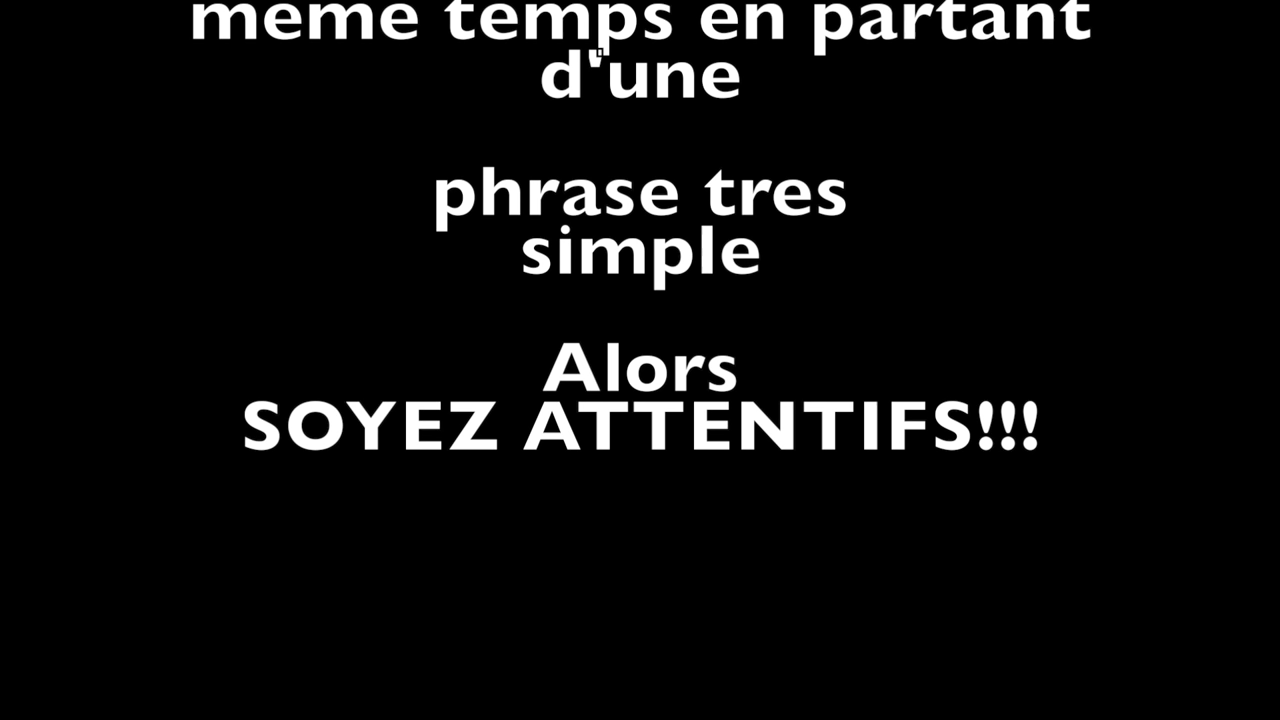 meme temps en partant
d'une
phrase tres
simple
Alors
SOYEZ ATTENTIFS!!!